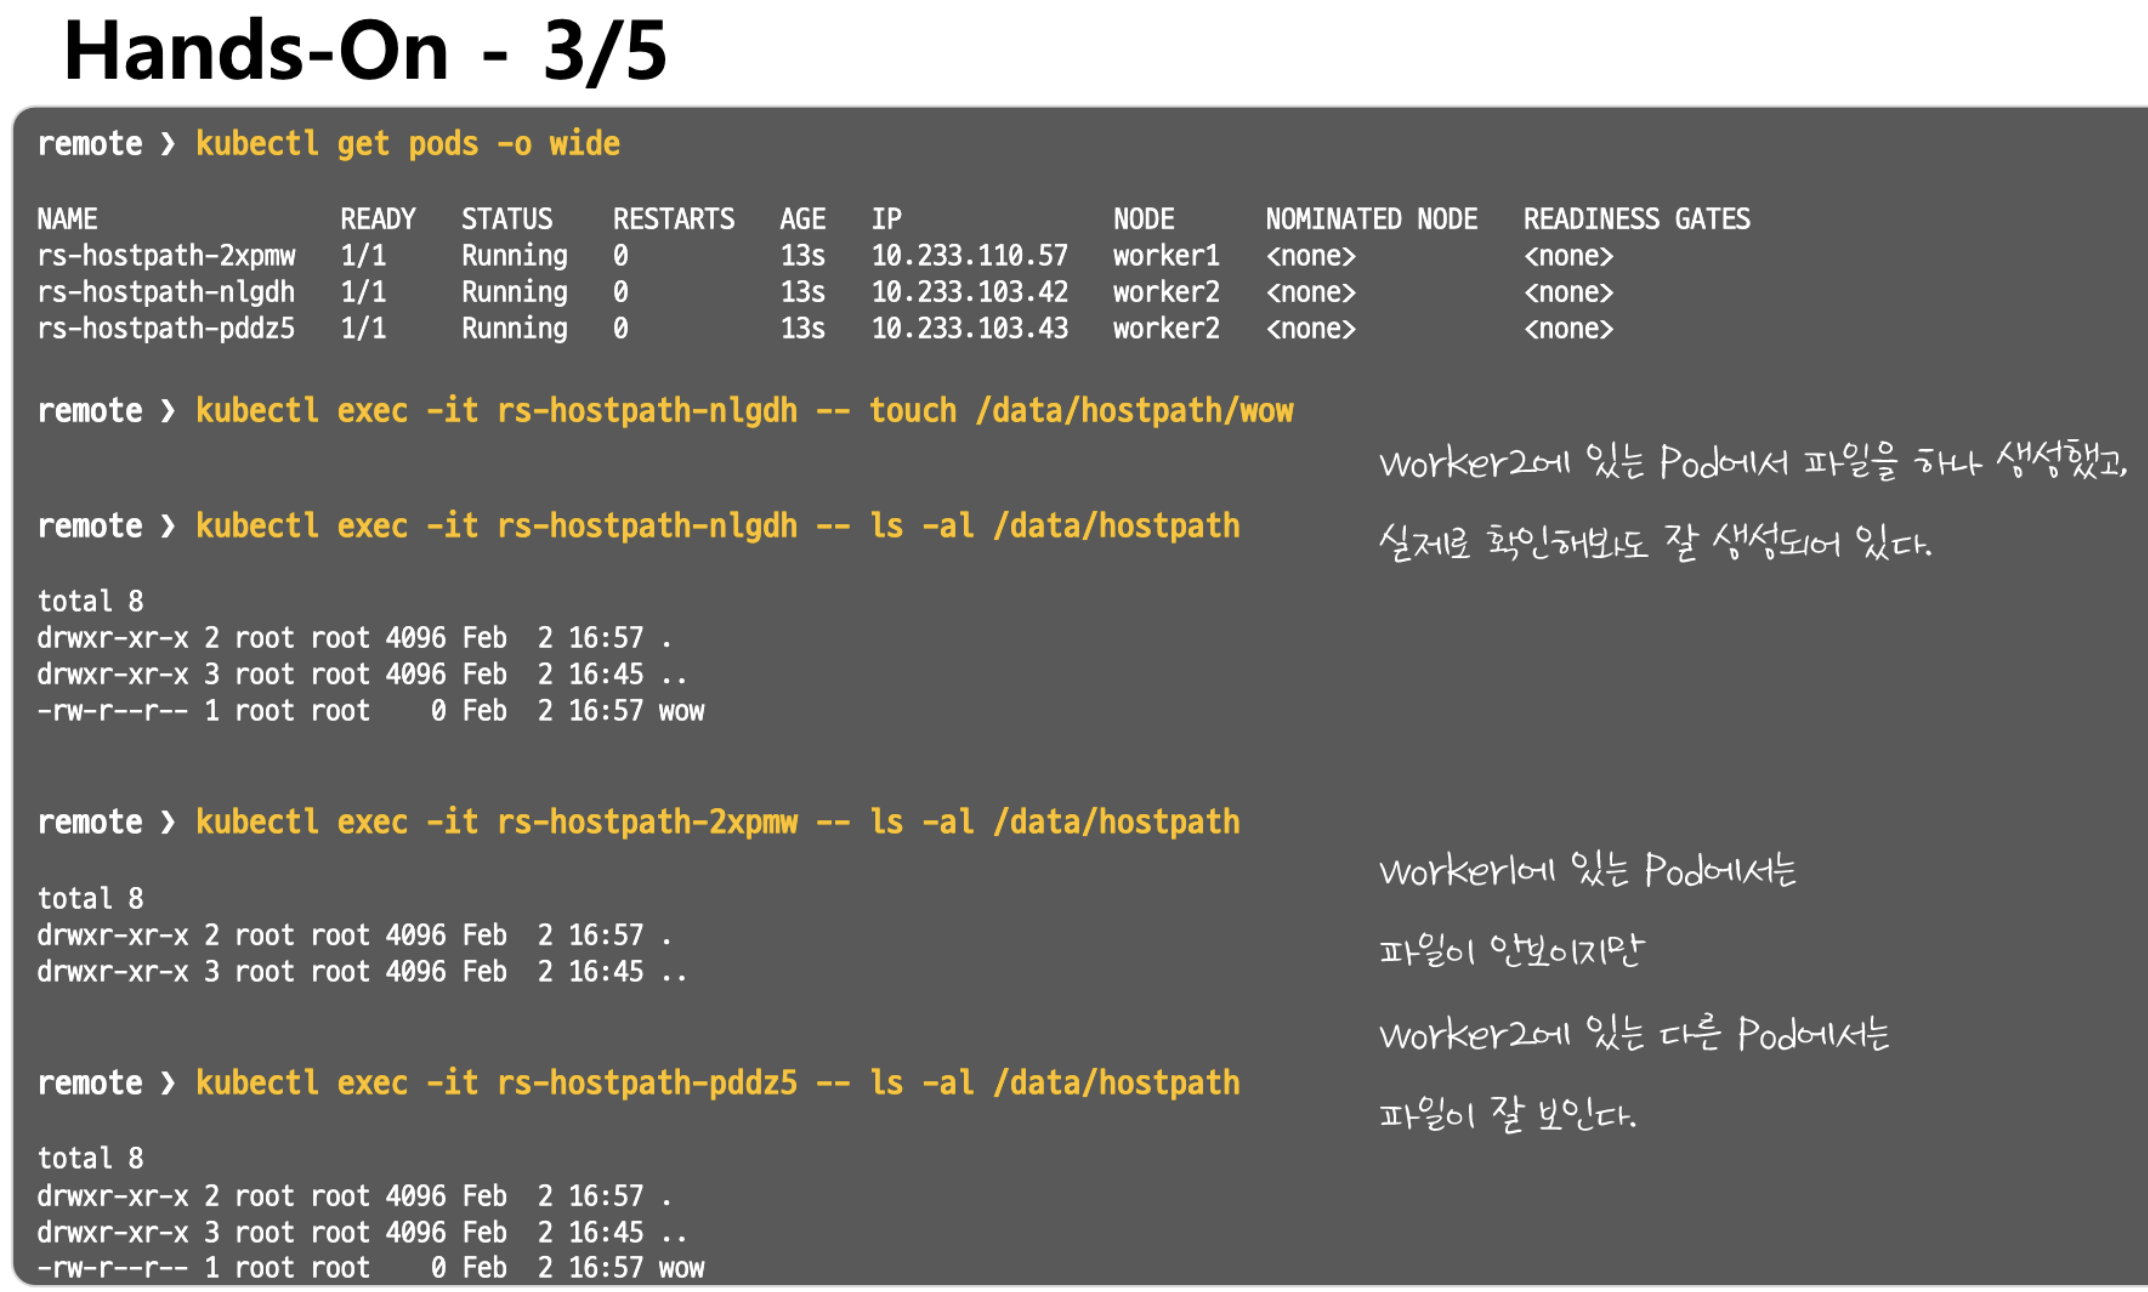 Hands-On - 3/5
remote ❯ kubectl get pods -o wide
NAME READY STATUS RESTARTS AGE IP NODE NOMINATED NODE READINESS GATES
rs-hostpath-2xpmw 1/1 Running 0 13s 10.233.110.57 worker1 <none> <none>
rs-hostpath-nlgdh 1/1 Running 0 13s 10.233.103.42 worker2 <none> <none>
rs-hostpath-pddz5 1/1 Running 0 13s 10.233.103.43 worker2 <none> <none>
remote ❯ kubectl exec -it rs-hostpath-nlgdh -- touch /data/hostpath/wow
worker2에 있는 Pod에서 파일을 하나 생성했고,
remote ❯ kubectl exec -it rs-hostpath-nlgdh -- ls -al /data/hostpath
실제로 확인해봐도 잘 생성되어 있다.
total 8
drwxr-xr-x 2 root root 4096 Feb 2 16:57 .
drwxr-xr-x 3 root root 4096 Feb 2 16:45 ..
-rw-r--r-- 1 root root 0 Feb 2 16:57 wow
remote ❯ kubectl exec -it rs-hostpath-2xpmw -- ls -al /data/hostpath
worker1에 있는 Pod에서는
total 8
drwxr-xr-x 2 root root 4096 Feb 2 16:57 .
파일이 안보이지만
drwxr-xr-x 3 root root 4096 Feb 2 16:45 ..
worker2에 있는 다른 Pod에서는
remote ❯ kubectl exec -it rs-hostpath-pddz5 -- ls -al /data/hostpath
파일이 잘 보인다.
total 8
drwxr-xr-x 2 root root 4096 Feb 2 16:57 .
drwxr-xr-x 3 root root 4096 Feb 2 16:45 ..
-rw-r--r-- 1 root root 0 Feb 2 16:57 wow